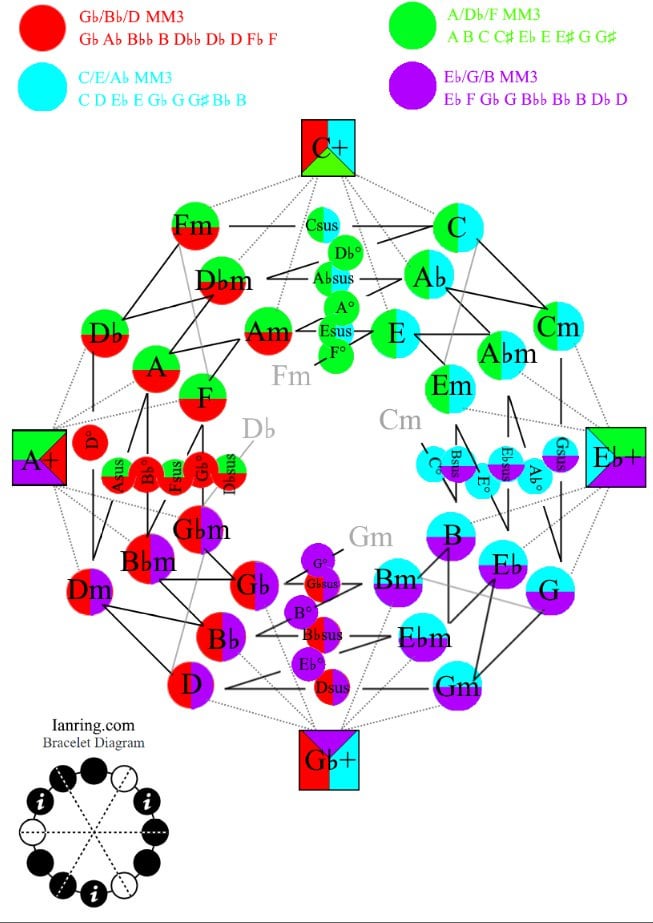 G♭/B♭/D MM3
G♭ A♭ B♭♭ B D♭♭ D♭ D F♭ F
A/D♭/F MM3
A B C C♯ E♭ E E♯ G G♯
C/E/A♭ MM3
C D E♭ E G♭ G G♯ B♭ B
E♭/G/B MM3
E♭ F G♭ G B♭♭ B♭ B D♭ D
C+
Fm
Csus
C
D♭°
D♭m
A♭sus
A♭
A°
D♭
Am
Esus
E
Cm
F°
A♭m
A
Fm
Em
F
D♭
Cm
A+
D°
Asus
B♭°
Fsus
G♭°
D♭sus
C°
Bsus
E°
E♭sus
A♭°
Gsus
E♭+
G♭m
B
Gm
B♭m
G°
E♭
Dm
G♭
G♭sus
Bm
G
B°
B♭
B♭sus
E♭m
E♭°
D
Dsus
Gm
Ianring.com
Bracelet Diagram
G♭+
i
i
i